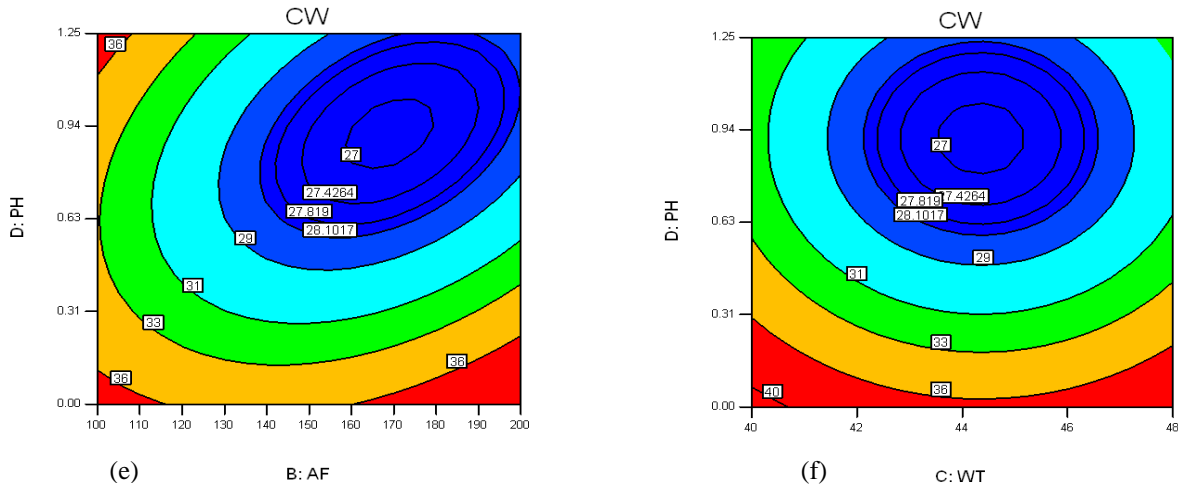 CW
1.25
36
0.94
27
27.4264
0.63
27.819
28.1017
29
31
0.31
33
36
36
0.00
100 110 120 130 140 150 160 170 180 190 200
D: PH
(e)
B: AF
CW
1.25
0.94
27
27.4264
27.819
0.63
28.1017
29
31
0.31
33
36
40
0.00
40 42 44 46 48
D: PH
(f)
C: WT